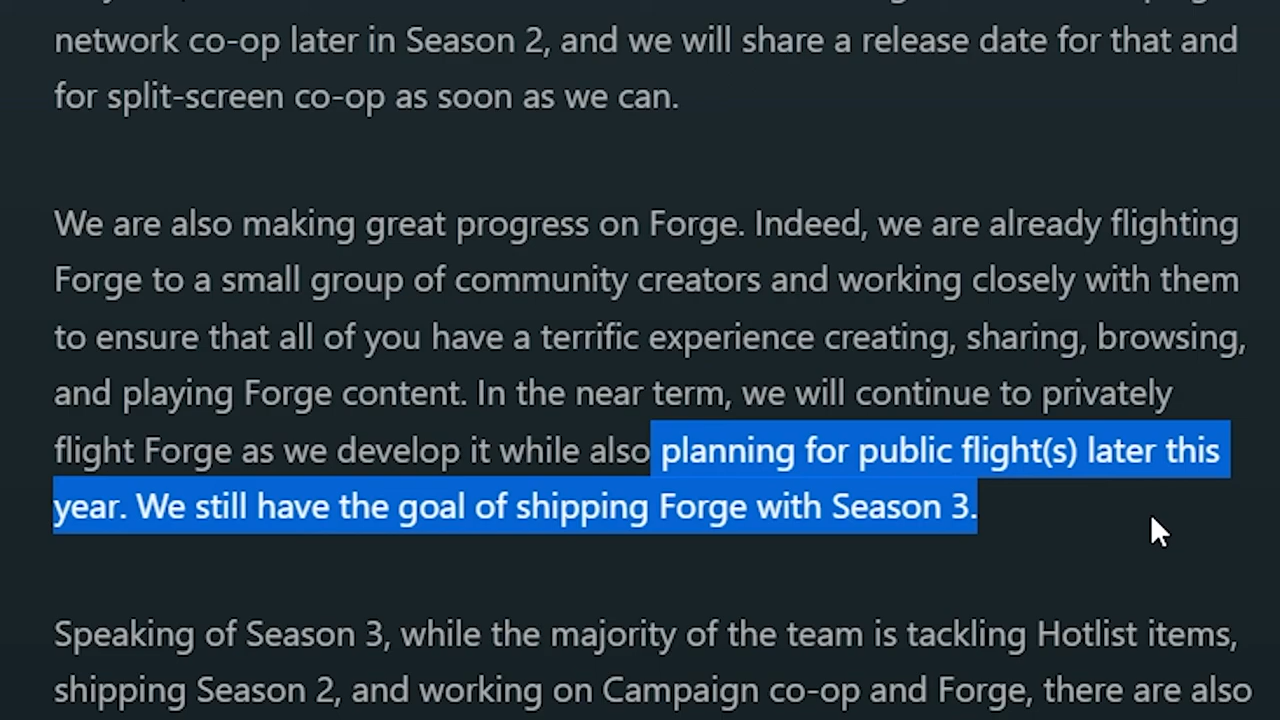 network co-op later in Season 2, and we will share a release date for that and
for split-screen co-op as soon as we can.
We are also making great progress on Forge. Indeed, we are already flighting
Forge to a small group of community creators and working closely with them
to ensure that all of you have a terrific experience creating, sharing, browsing,
and playing Forge content. In the near term, we will continue to privately
flight Forge as we develop it while also planning for public flight(s) later this
year. We still have the goal of shipping Forge with Season 3.
Speaking of Season 3, while the majority of the team is tackling Hotlist items,
shipping Season 2, and working on Campaign co-op and Forge, there are also